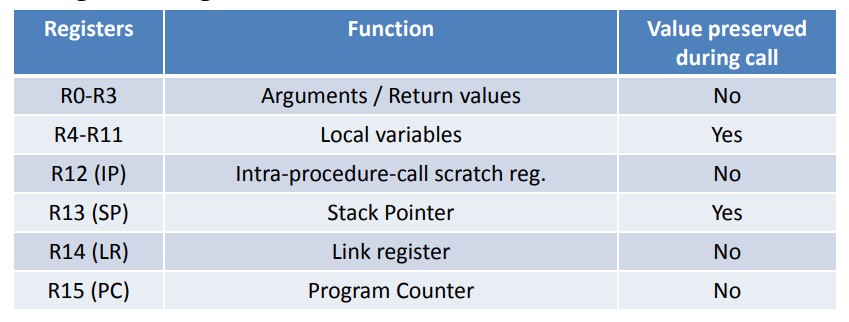 Registers Function Value preserved
during call
R0-R3 Arguments / Return values No
R4-R11 Local variables Yes
R12 (IP) Intra-procedure-call scratch reg. No
R13 (SP) Stack Pointer Yes
R14 (LR) Link register No
R15 (PC) Program Counter No